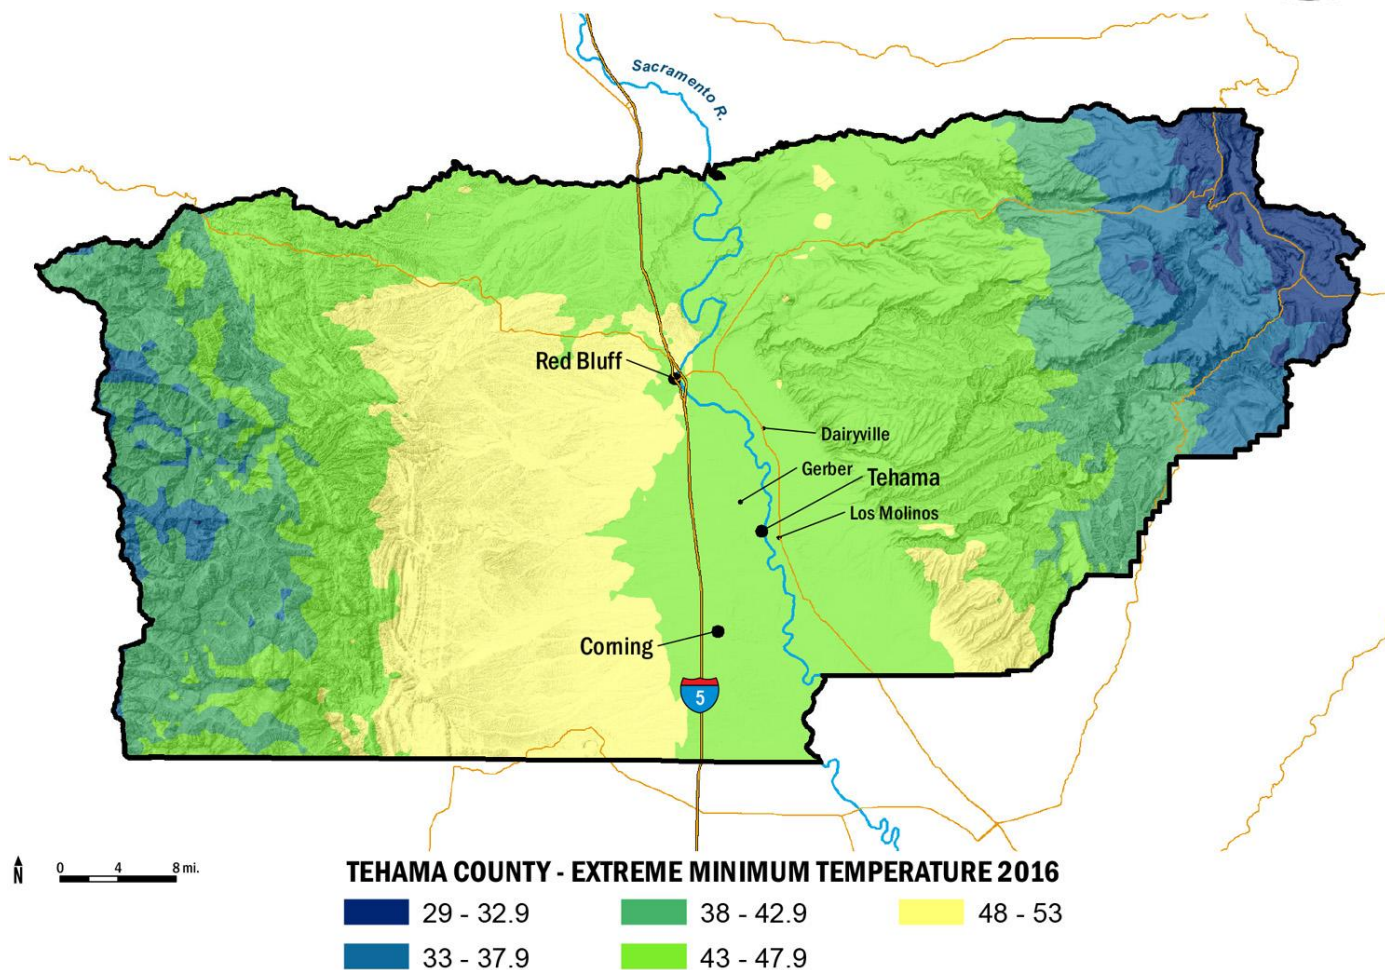 Sacramento R.
Red Bluff
Dairyville
Gerber
Tehama
Los Molinos
Corning
5
N
0 4 8 mi.
TEHAMA COUNTY - EXTREME MINIMUM TEMPERATURE 2016
29 - 32.9
38 - 42.9
48 - 53
33 - 37.9
43 - 47.9